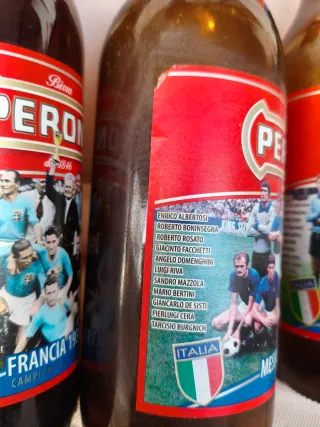 Birra
PERON
dal 1846
FRANCIA 19
CAMPI
PE
ENRICO ALBERTOSI
ROBERTO BONINSEGNA
ROBERTO ROSATO
GIACINTO FACCHETTI
ANGELO DOMENGHINI
LUIGI RIVA
SANDRO MAZZOLA
MARIO BERTINI
GIANCARLO DE SISTI
PIERLUIGI CERA
TARCISIO BURGNICH
ITALIA
MES